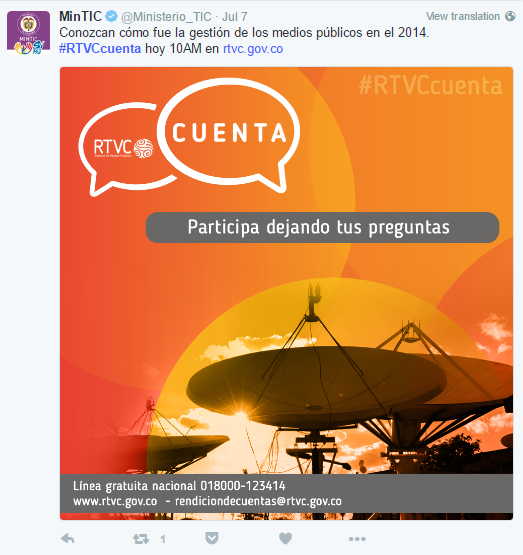 MinTIC @Ministerio_TIC · Jul 7 View translation
Conozcan cómo fue la gestión de los medios públicos en el 2014.
#RTVCcuenta hoy 10AM en rtvc.gov.co
#RTVCcuenta
CUENTA
RTVC
Participa dejando tus preguntas
Línea gratuita nacional 018000-123414
www.rtvc.gov.co - rendiciondecuentas@rtvc.gov.co
1